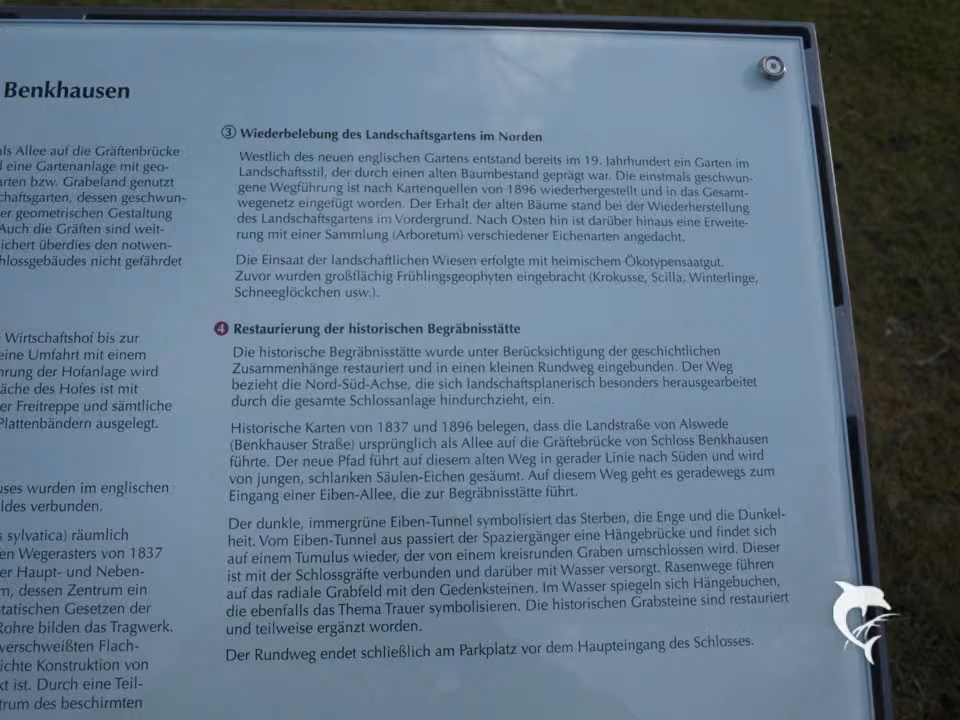 Benkhausen
als Allee auf die Gräftenbrücke
eine Gartenanlage mit geo-
arten bzw. Grabeland genutzt
chaftsgarten, dessen geschwun-
er geometrischen Gestaltung
Auch die Gräften sind weit-
ichert überdies den notwen-
hlossgebäudes nicht gefährdet
Wirtschaftshof bis zur
eine Umfahrt mit einem
hrung der Hofanlage wird
äche des Hofes ist mit
er Freitreppe und sämtliche
Plattenbändern ausgelegt.
uses wurden im englischen
ldes verbunden.
s sylvatica) räumlich
en Wegerasters von 1837
er Haupt- und Neben-
m, dessen Zentrum ein
statischen Gesetzen der
Rohre bilden das Tragwerk.
verschweißten Flach-
ichte Konstruktion von
kt ist. Durch eine Teil-
trum des beschirmten
3 Wiederbelebung des Landschaftsgartens im Norden
Westlich des neuen englischen Gartens entstand bereits im 19. Jahrhundert ein Garten im
Landschaftsstil, der durch einen alten Baumbestand geprägt war. Die einstmals geschwun-
gene Wegführung ist nach Kartenquellen von 1896 wiederhergestellt und in das Gesamt-
wegenetz eingefügt worden. Der Erhalt der alten Bäume stand bei der Wiederherstellung
des Landschaftsgartens im Vordergrund. Nach Osten hin ist darüber hinaus eine Erweite-
rung mit einer Sammlung (Arboretum) verschiedener Eichenarten angedacht.
Die Einsaat der landschaftlichen Wiesen erfolgte mit heimischem Ökotypensaatgut.
Zuvor wurden großflächig Frühlingsgeophyten eingebracht (Krokusse, Scilla, Winterlinge,
Schneeglöckchen usw.).
4 Restaurierung der historischen Begräbnisstätte
Die historische Begräbnisstätte wurde unter Berücksichtigung der geschichtlichen
Zusammenhänge restauriert und in einen kleinen Rundweg eingebunden. Der Weg
bezieht die Nord-Süd-Achse, die sich landschaftsplanerisch besonders herausgearbeitet
durch die gesamte Schlossanlage hindurchzieht, ein.
Historische Karten von 1837 und 1896 belegen, dass die Landstraße von Alswede
(Benkhauser Straße) ursprünglich als Allee auf die Gräftebrücke von Schloss Benkhausen
führte. Der neue Pfad führt auf diesem alten Weg in gerader Linie nach Süden und wird
von jungen, schlanken Säulen-Eichen gesäumt. Auf diesem Weg geht es geradewegs zum
Eingang einer Eiben-Allee, die zur Begräbnisstätte führt.
Der dunkle, immergrüne Eiben-Tunnel symbolisiert das Sterben, die Enge und die Dunkel-
heit. Vom Eiben-Tunnel aus passiert der Spaziergänger eine Hängebrücke und findet sich
auf einem Tumulus wieder, der von einem kreisrunden Graben umschlossen wird. Dieser
ist mit der Schlossgräfte verbunden und darüber mit Wasser versorgt. Rasenwege führen
auf das radiale Grabfeld mit den Gedenksteinen. Im Wasser spiegeln sich Hängebuchen,
die ebenfalls das Thema Trauer symbolisieren. Die historischen Grabsteine sind restauriert
und teilweise ergänzt worden.
Der Rundweg endet schließlich am Parkplatz vor dem Haupteingang des Schlosses.